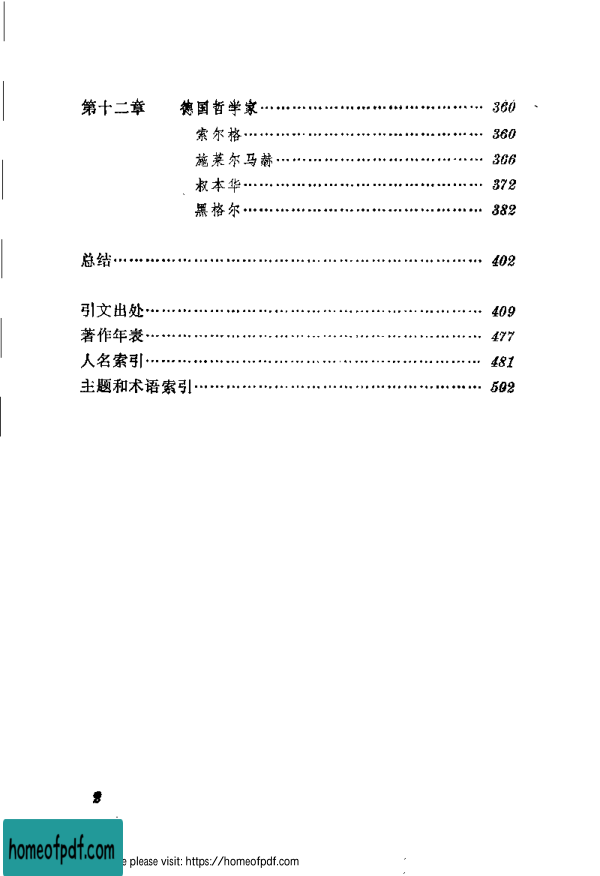 第十二章 德国哲学家…………………………………… 360
索尔格…………………………………… 360
施莱尔马赫…………………………………… 366
叔本华…………………………………… 372
黑格尔…………………………………… 382
总结…………………………………… 402
引文出处…………………………………… 409
著作年表…………………………………… 477
人名索引…………………………………… 481
主题和术语索引…………………………………… 502
2
homeofpdf.com
e please visit: https://homeofpdf.com